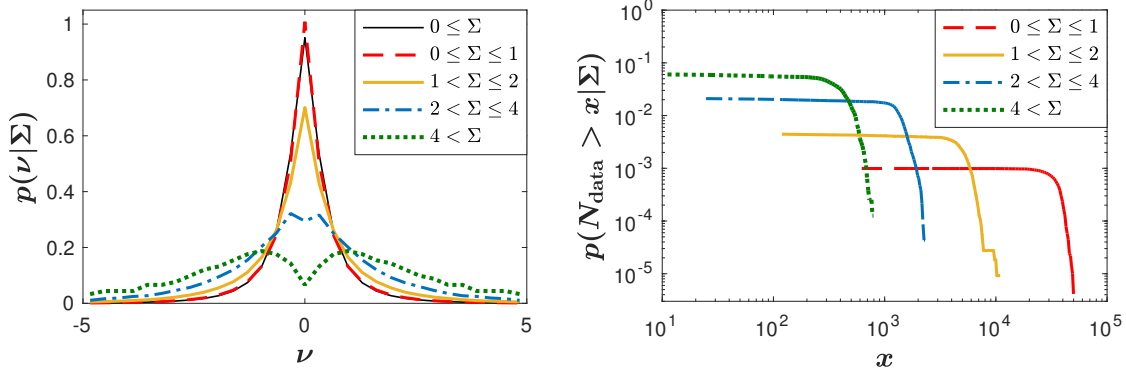 p(ν|Σ)
1
0.8
0.6
0.4
0.2
0
-5
0
5
ν
0 ≤ Σ
0 ≤ Σ ≤ 1
1 < Σ ≤ 2
2 < Σ ≤ 4
4 < Σ
p(N_data > x|Σ)
10^0
10^-1
10^-2
10^-3
10^-4
10^-5
10^1
10^2
10^3
10^4
10^5
x
0 ≤ Σ ≤ 1
1 < Σ ≤ 2
2 < Σ ≤ 4
4 < Σ